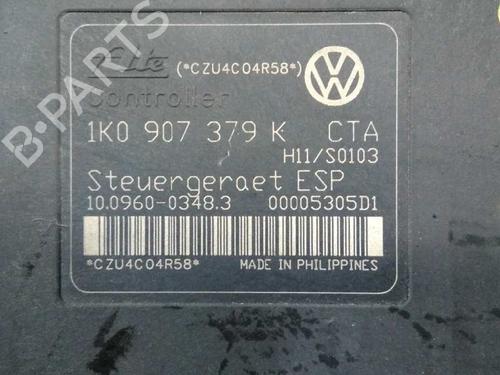 B-PARTS
Ate (*CZU4C04R58*)
Controller
1K0 907 379 K CTA
H11/S0103
Steuergeraet ESP
10.0960-0348.3 00005305D1
*CZU4C04R58* MADE IN PHILIPPINES